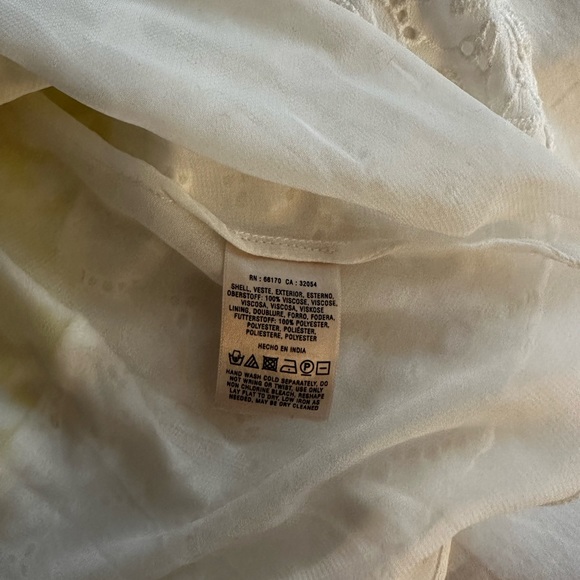 RN : 66170 CA : 32054
SHELL, VESTE, EXTERIOR, ESTERNO,
OBERSTOFF: 100% VISCOSE, VISCOSE,
VISCOSA, VISCOSA, VISKOSE
LINING, DOUBLURE, FORRO, FODERA,
FUTTERSTOFF: 100% POLYESTER,
POLYESTER, POLIÉSTER,
POLIESTERE, POLYESTER
HECHO EN INDIA
HAND WASH COLD SEPARATELY, DO
NOT WRING OR TWIST, USE ONLY
NON CHLORINE BLEACH, RESHAPE
LAY FLAT TO DRY, LOW IRON AS
NEEDED, MAY BE DRY CLEANED